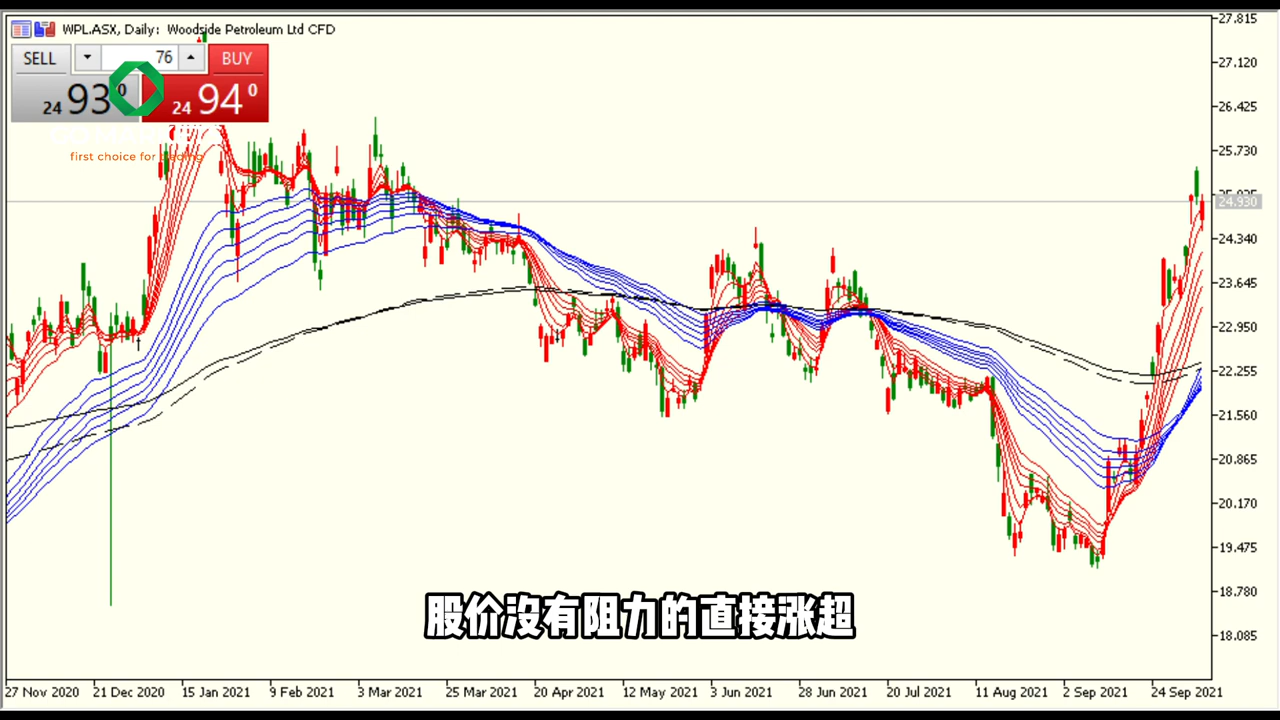 WPL.ASX, Daily: Woodside Petroleum Ltd CFD
SELL 76 BUY
24 93 0 24 94 0
first choice for trading
27.815
27.120
26.425
25.730
24.930
24.340
23.645
22.950
22.255
21.560
20.865
20.170
19.475
18.780
18.085
股价没有阻力的直接涨超
27 Nov 2020 21 Dec 2020 15 Jan 2021 9 Feb 2021 3 Mar 2021 25 Mar 2021 20 Apr 2021 12 May 2021 3 Jun 2021 28 Jun 2021 20 Jul 2021 11 Aug 2021 2 Sep 2021 24 Sep 2021